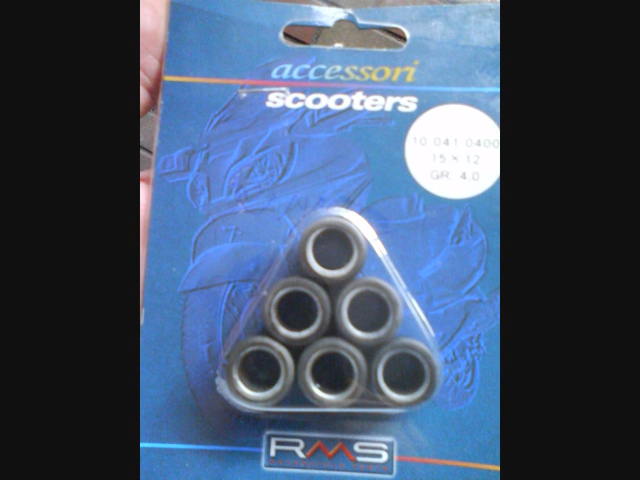 accessori
scooters
10 041 0400
15 X 12
GR. 4,0
RMS